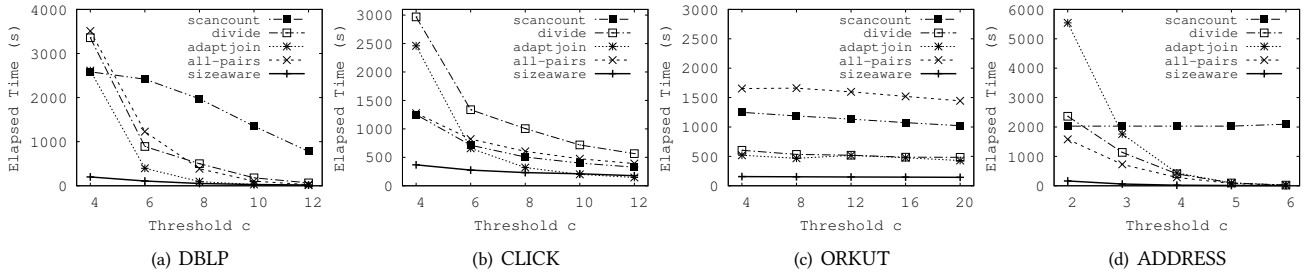 Elapsed Time (s)
4000
3000
2000
1000
0
scancount
divide
adaptjoin
all-pairs
sizeaware
4 6 8 10 12
Threshold c
(a) DBLP
Elapsed Time (s)
3000
2500
2000
1500
1000
500
0
scancount
divide
adaptjoin
all-pairs
sizeaware
4 6 8 10 12
Threshold c
(b) CLICK
Elapsed Time (s)
3000
2500
2000
1500
1000
500
0
scancount
divide
adaptjoin
all-pairs
sizeaware
4 8 12 16 20
Threshold c
(c) ORKUT
Elapsed Time (s)
6000
5000
4000
3000
2000
1000
0
scancount
divide
adaptjoin
all-pairs
sizeaware
2 3 4 5 6
Threshold c
(d) ADDRESS